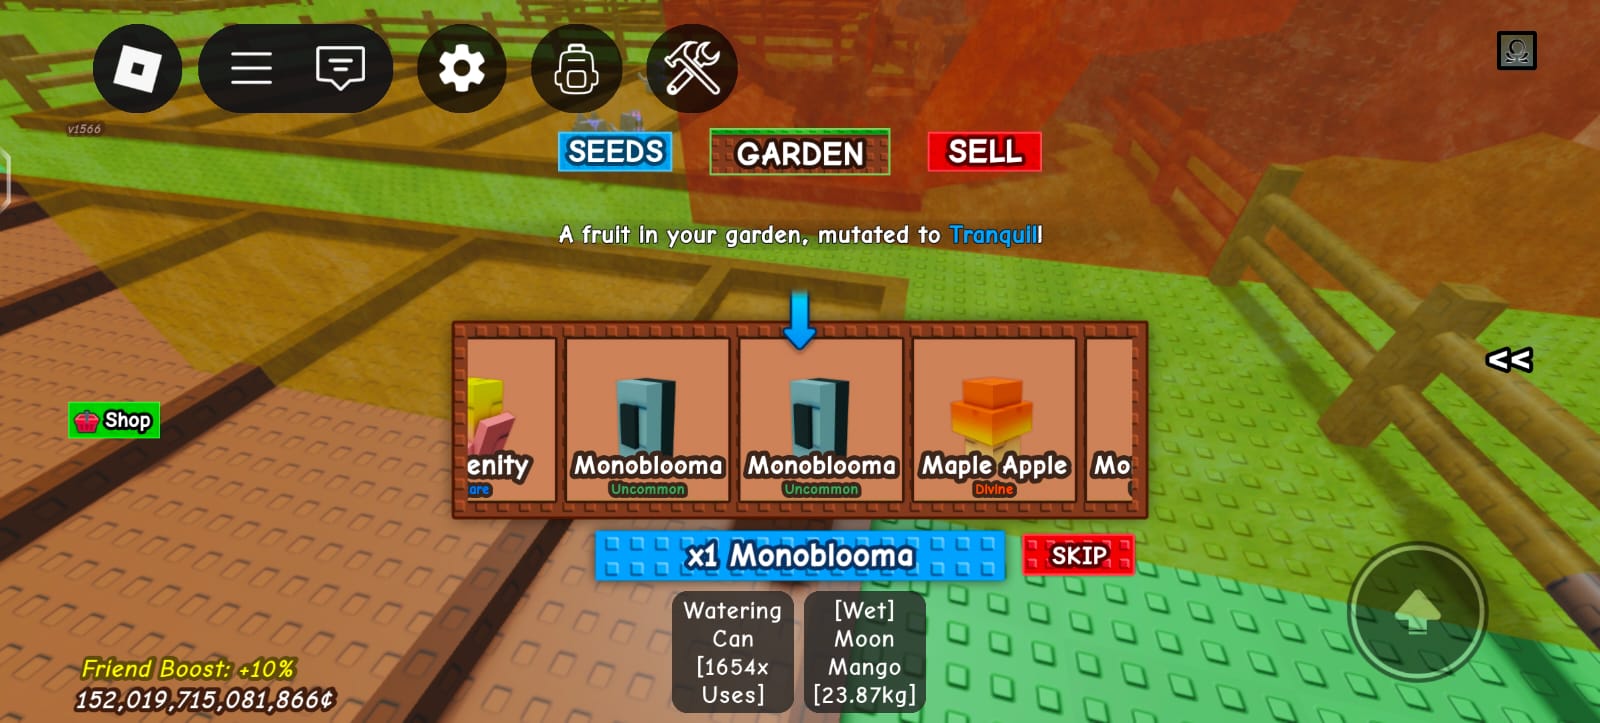 v1566
SEEDS
GARDEN
SELL
A fruit in your garden, mutated to Tranquil!
<<
Shop
enity
are
Monoblooma
Uncommon
Monoblooma
Uncommon
Maple Apple
Divine
Mo
x1 Monoblooma
SKIP
Watering
Can
[1654x
Uses]
[Wet]
Moon
Mango
[23.87kg]
Friend Boost: +10%
152,019,715,081,866¢